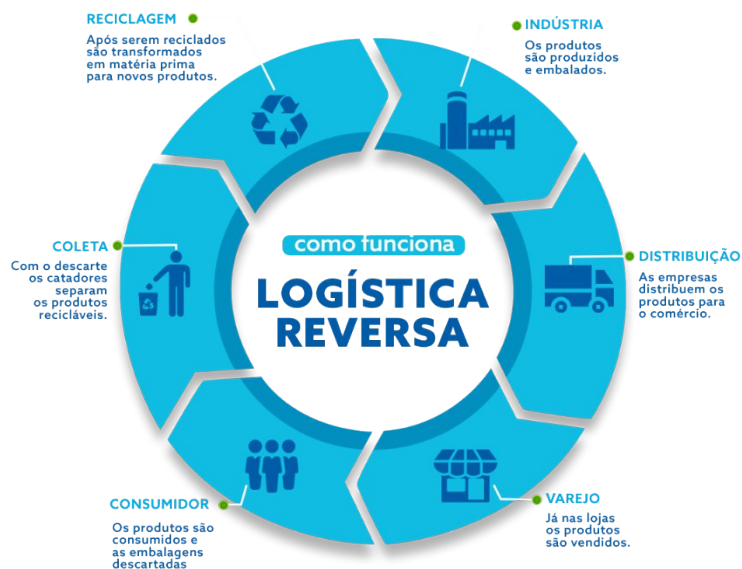 RECICLAGEM
Após serem reciclados
são transformados
em matéria prima
para novos produtos.
INDÚSTRIA
Os produtos
são produzidos
e embalados.
COLETA
Com o descarte
os catadores
separam
os produtos
recicláveis.
como funciona
LOGÍSTICA
REVERSA
DISTRIBUIÇÃO
As empresas
distribuem os
produtos para
o comércio.
CONSUMIDOR
Os produtos são
consumidos e
as embalagens
descartadas
VAREJO
Já nas lojas
os produtos
são vendidos.